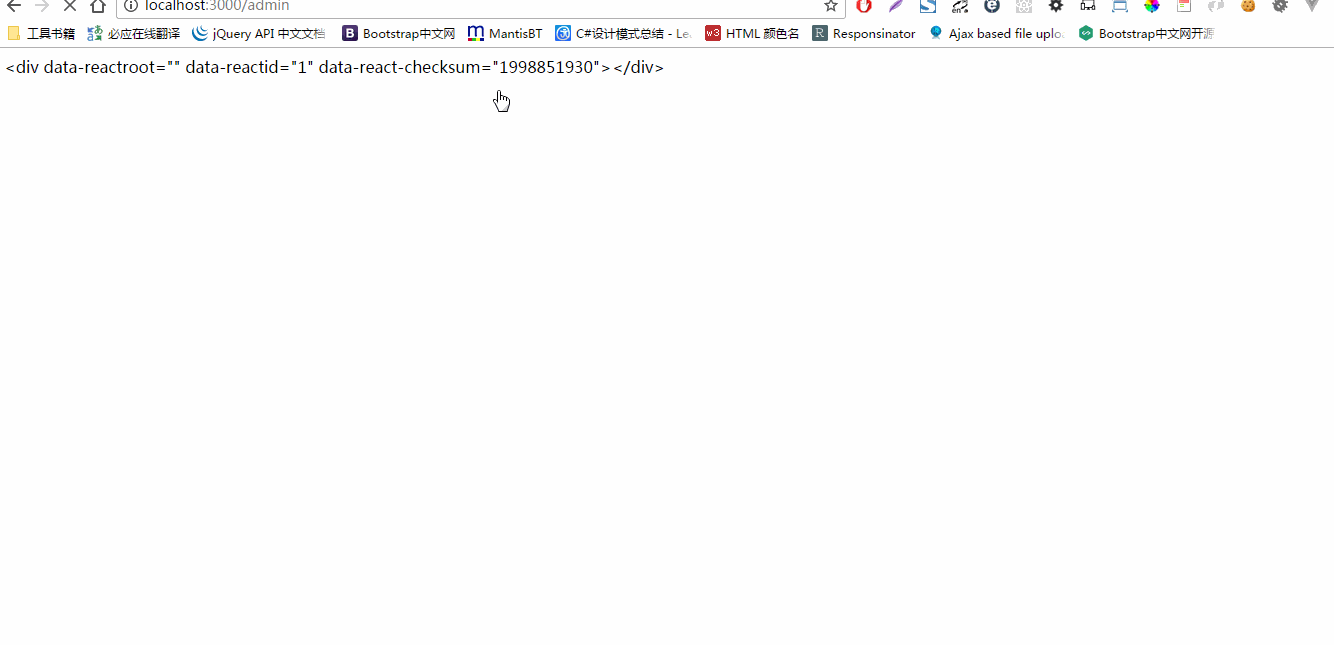 localhost:3000/admin
工具书籍 必应在线翻译 jQuery API 中文文档 Bootstrap中文网 MantisBT C#设计模式总结 - Le HTML 颜色名 Responsinator Ajax based file uplo Bootstrap中文网开源
<div data-reactroot="" data-reactid="1" data-react-checksum="1998851930"></div>